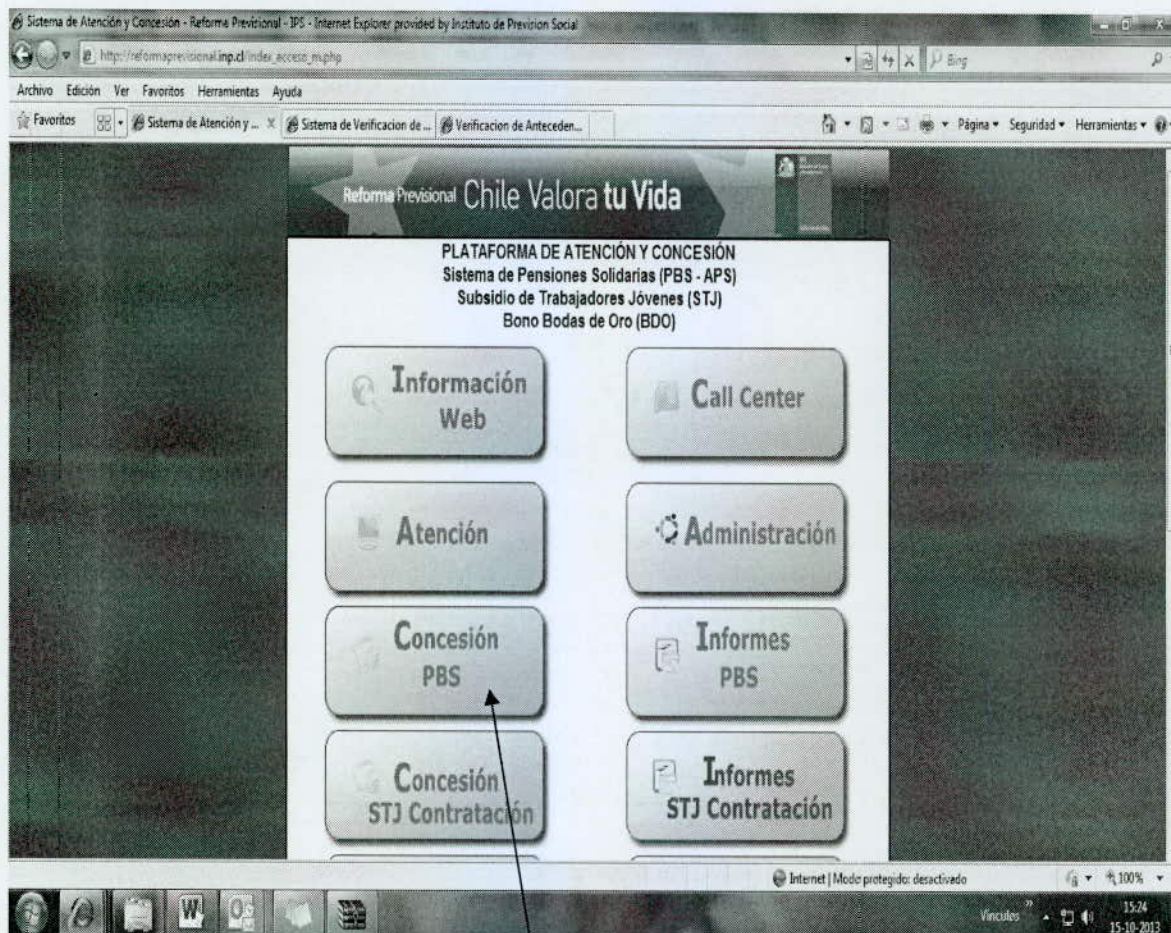 Sistema de Atención y Concesión - Reforma Previsional - IPS - Internet Explorer provided by Instituto de Prevision Social
http://reformaprevisional.inp.cl/index_acceso_m.php
Bing
Archivo Edición Ver Favoritos Herramientas Ayuda
Favoritos
Sistema de Atención y ...
Sistema de Verificacion de ...
Verificacion de Anteceden...
Página
Seguridad
Herramientas
Reforma Previsional Chile Valora tu Vida
PLATAFORMA DE ATENCIÓN Y CONCESIÓN
Sistema de Pensiones Solidarias (PBS - APS)
Subsidio de Trabajadores Jóvenes (STJ)
Bono Bodas de Oro (BDO)
Información
Web
Call Center
Atención
Administración
Concesión
PBS
Informes
PBS
Concesión
STJ Contratación
Informes
STJ Contratación
Internet | Modo protegido: desactivado
100%
Vínculos
15:24
15-10-2013